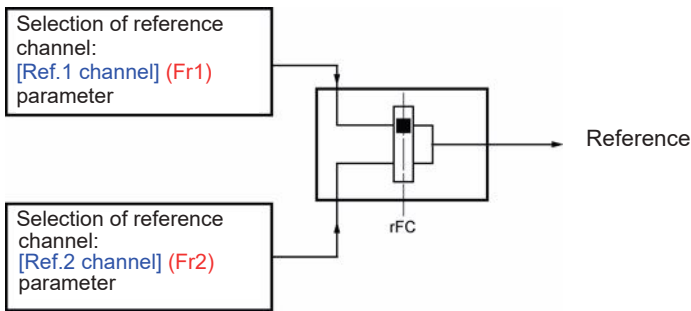 Selection of reference
channel:
[Ref.1 channel] (Fr1)
parameter
Reference
rFC
Selection of reference
channel:
[Ref.2 channel] (Fr2)
parameter